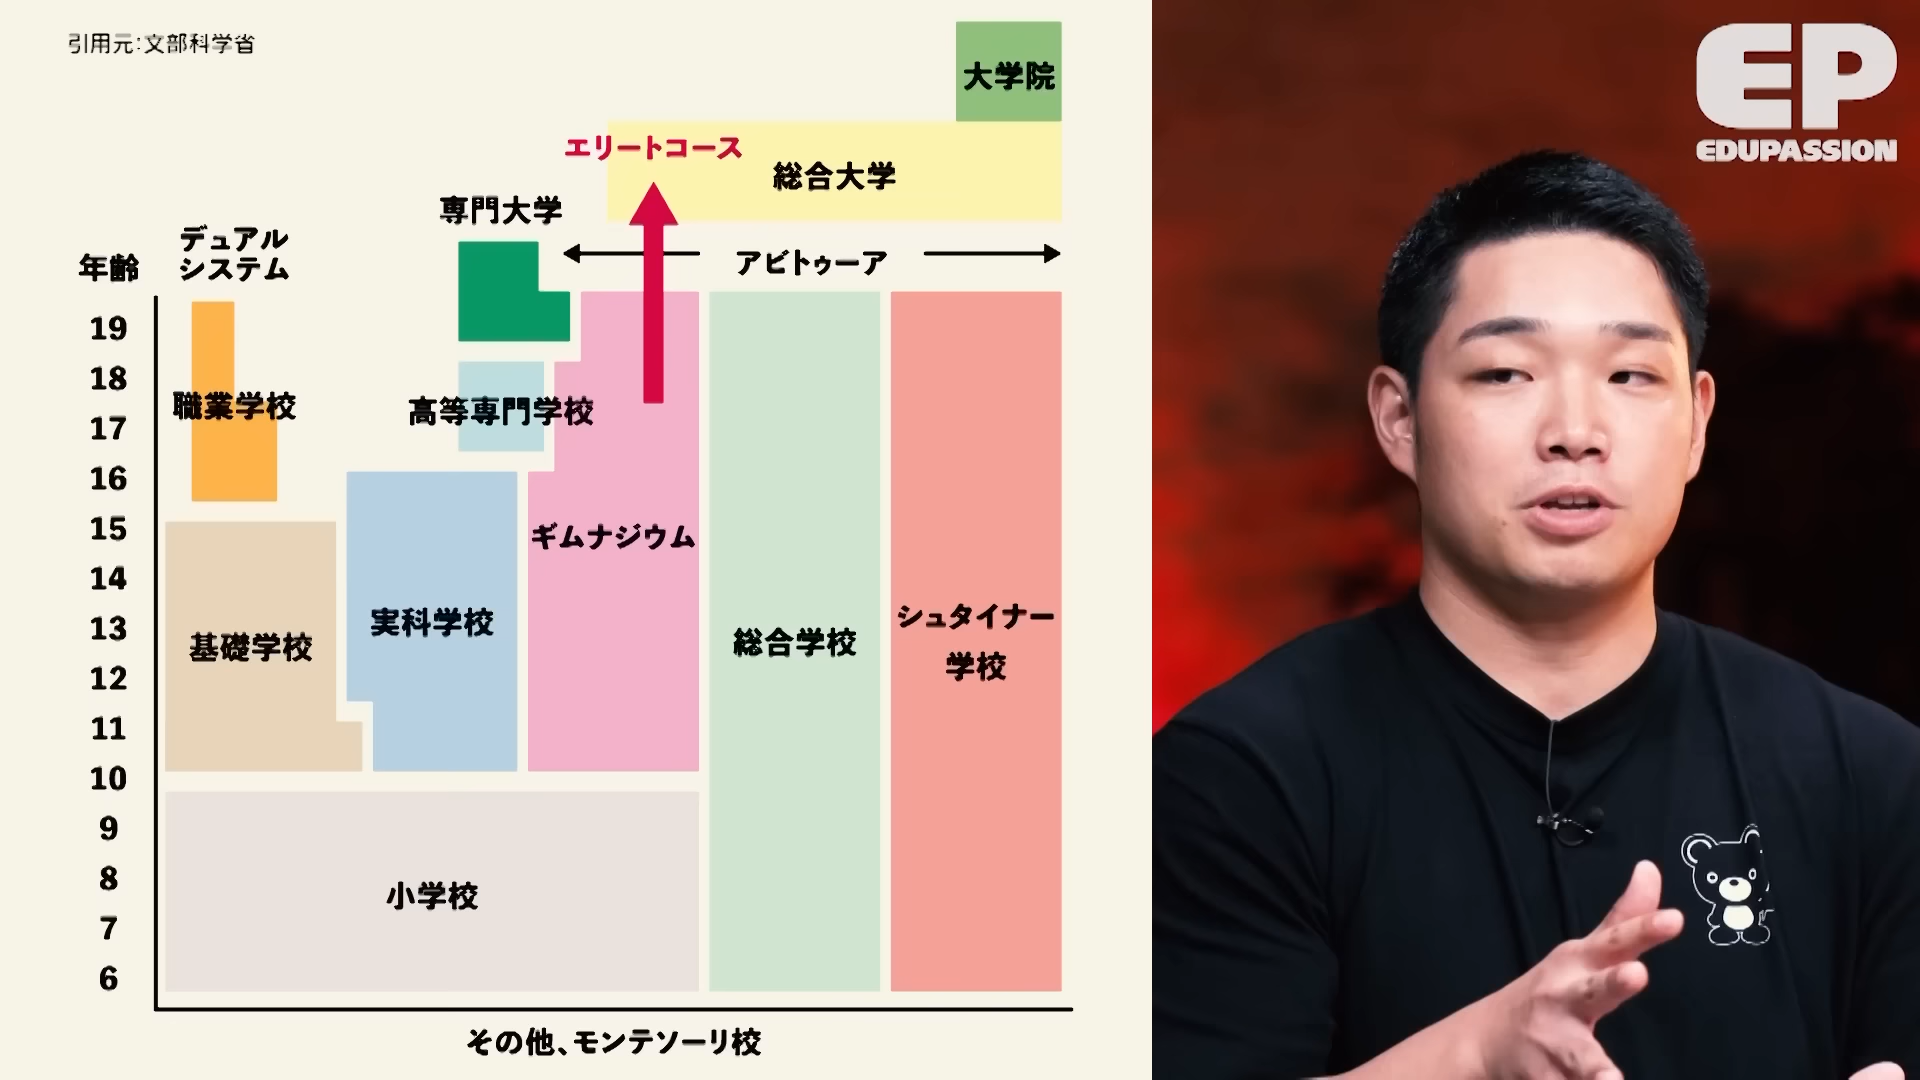 引用元:文部科学省
大学院
エリートコース
総合大学
専門大学
デュアル
システム
アビトゥーア
年齢
19
18
職業学校
高等専門学校
17
16
15
ギムナジウム
14
13
実科学校
シュタイナー
学校
基礎学校
総合学校
12
11
10
9
8
小学校
7
6
その他、モンテソーリ校
EP
EDUPASSION